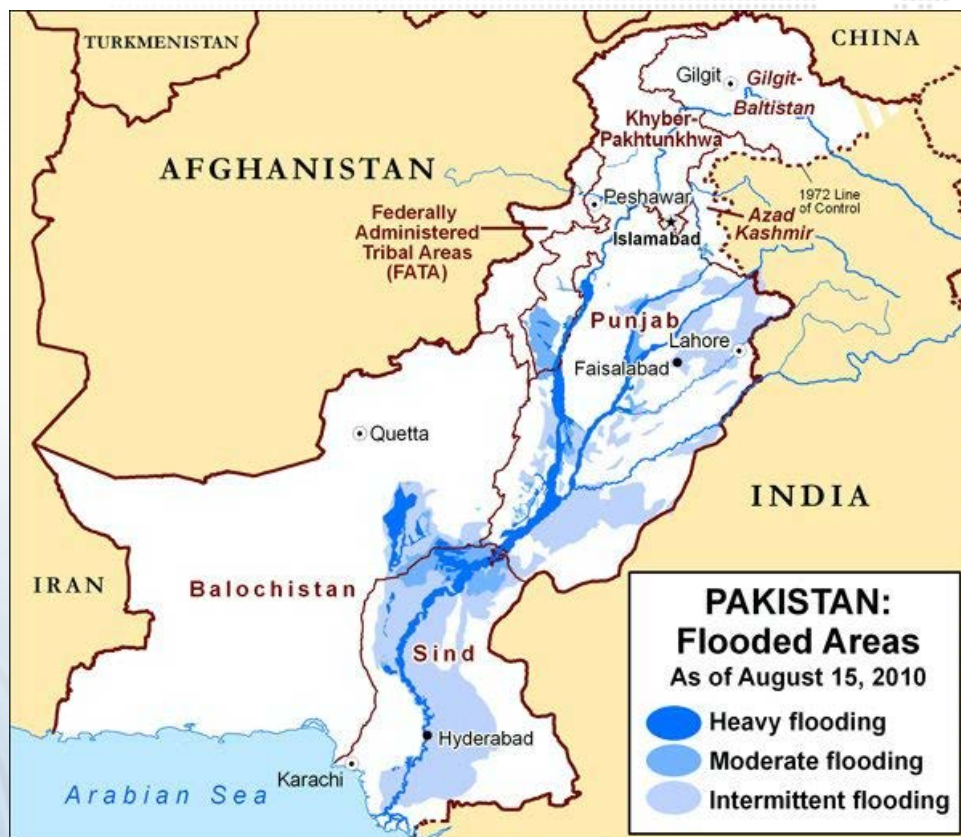 TURKMENISTAN
CHINA
Gilgit
Gilgit-
Baltistan
Khyber-
Pakhtunkhwa
AFGHANISTAN
1972 Line
of Control
Peshawar
Federally
Administered
Tribal Areas
(FATA)
Azad
Kashmir
Islamabad
Punjab
Lahore
Faisalabad
Quetta
INDIA
IRAN
Balochistan
Sind
Hyderabad
Karachi
Arabian Sea
PAKISTAN:
Flooded Areas
As of August 15, 2010
Heavy flooding
Moderate flooding
Intermittent flooding